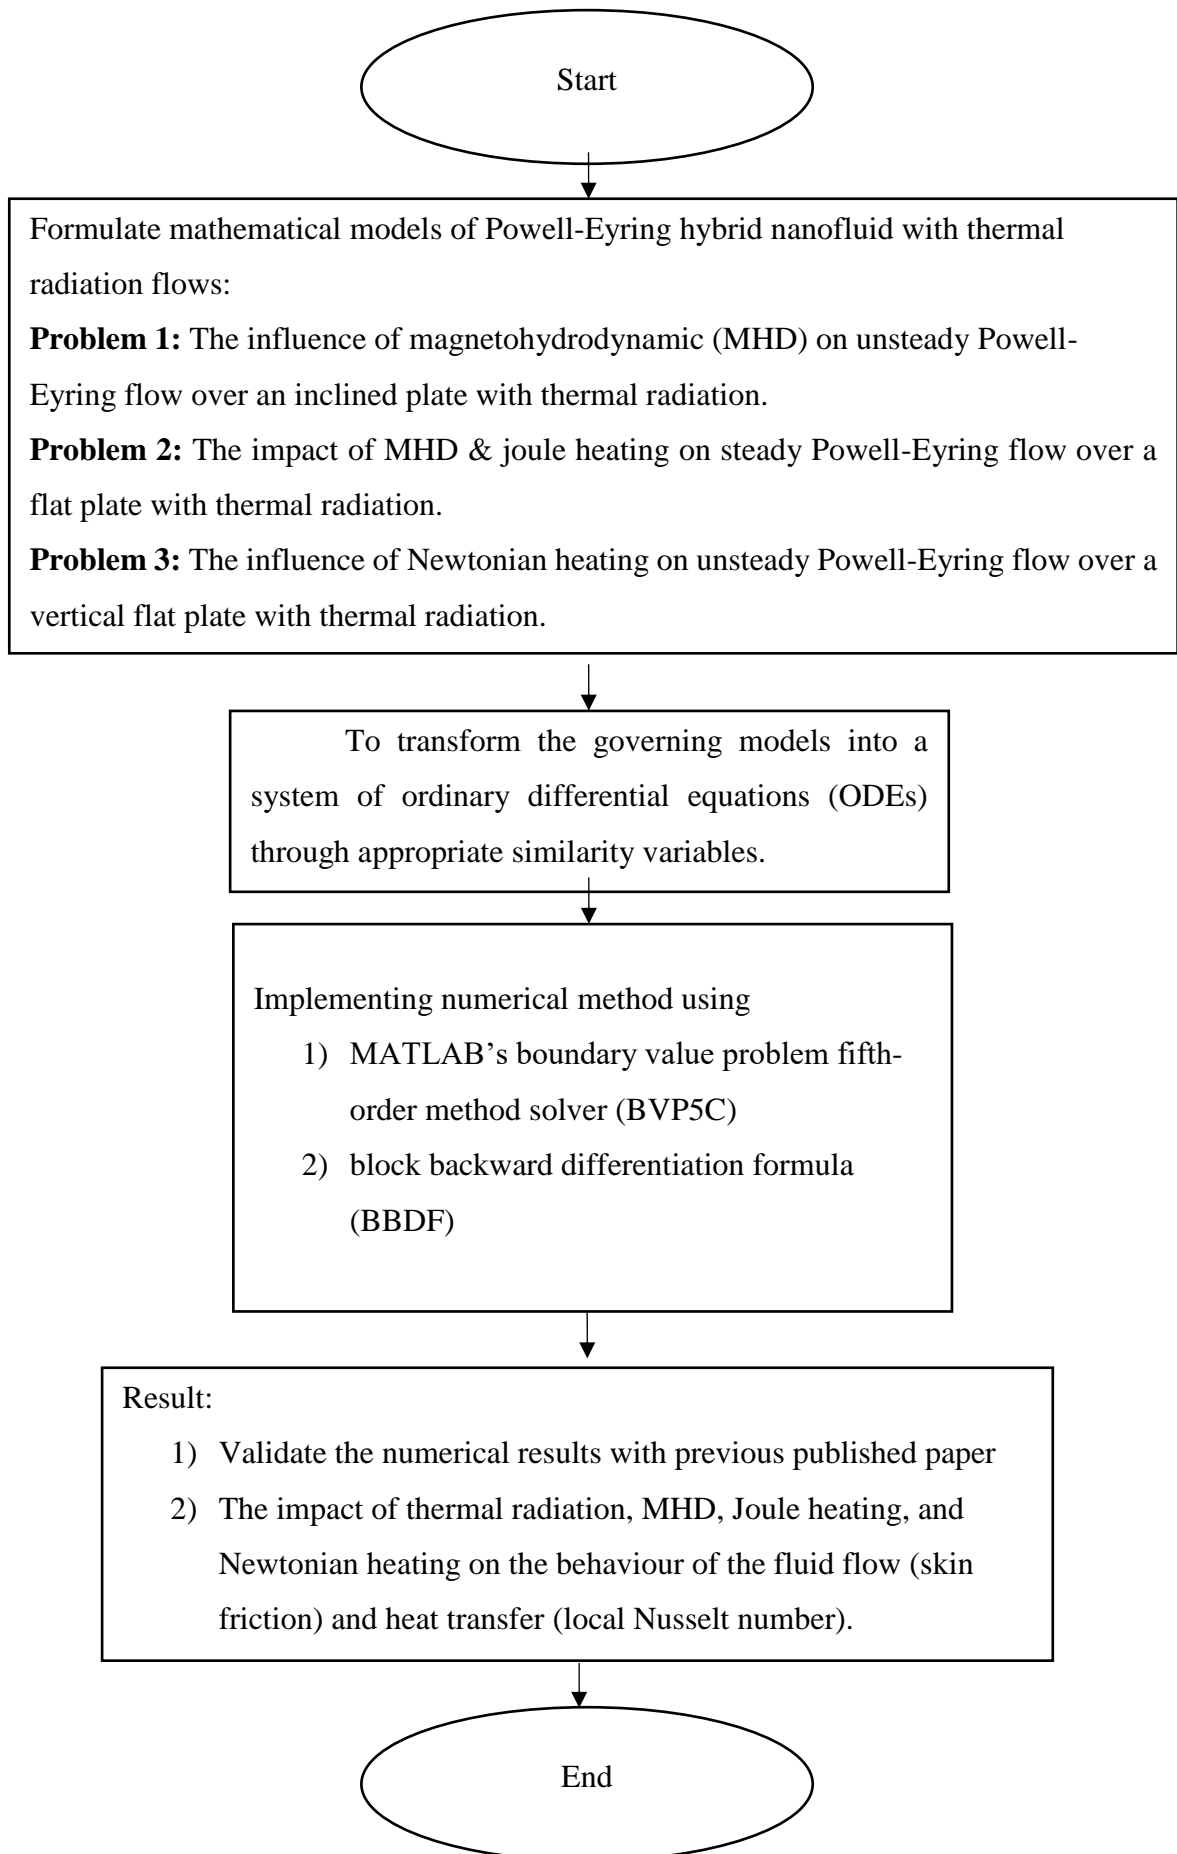 Start
Formulate mathematical models of Powell-Eyring hybrid nanofluid with thermal
radiation flows:
Problem 1: The influence of magnetohydrodynamic (MHD) on unsteady Powell-
Eyring flow over an inclined plate with thermal radiation.
Problem 2: The impact of MHD & joule heating on steady Powell-Eyring flow over a
flat plate with thermal radiation.
Problem 3: The influence of Newtonian heating on unsteady Powell-Eyring flow over a
vertical flat plate with thermal radiation.
To transform the governing models into a
system of ordinary differential equations (ODEs)
through appropriate similarity variables.
Implementing numerical method using
1) MATLAB’s boundary value problem fifth-
order method solver (BVP5C)
2) block backward differentiation formula
(BBDF)
Result:
1) Validate the numerical results with previous published paper
2) The impact of thermal radiation, MHD, Joule heating, and
Newtonian heating on the behaviour of the fluid flow (skin
friction) and heat transfer (local Nusselt number).
End